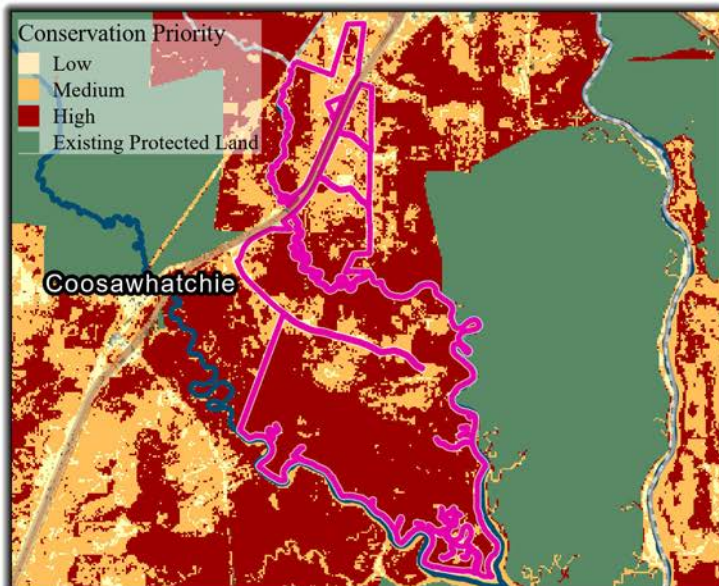 Conservation Priority
Low
Medium
High
Existing Protected Land
Coosawhatchie